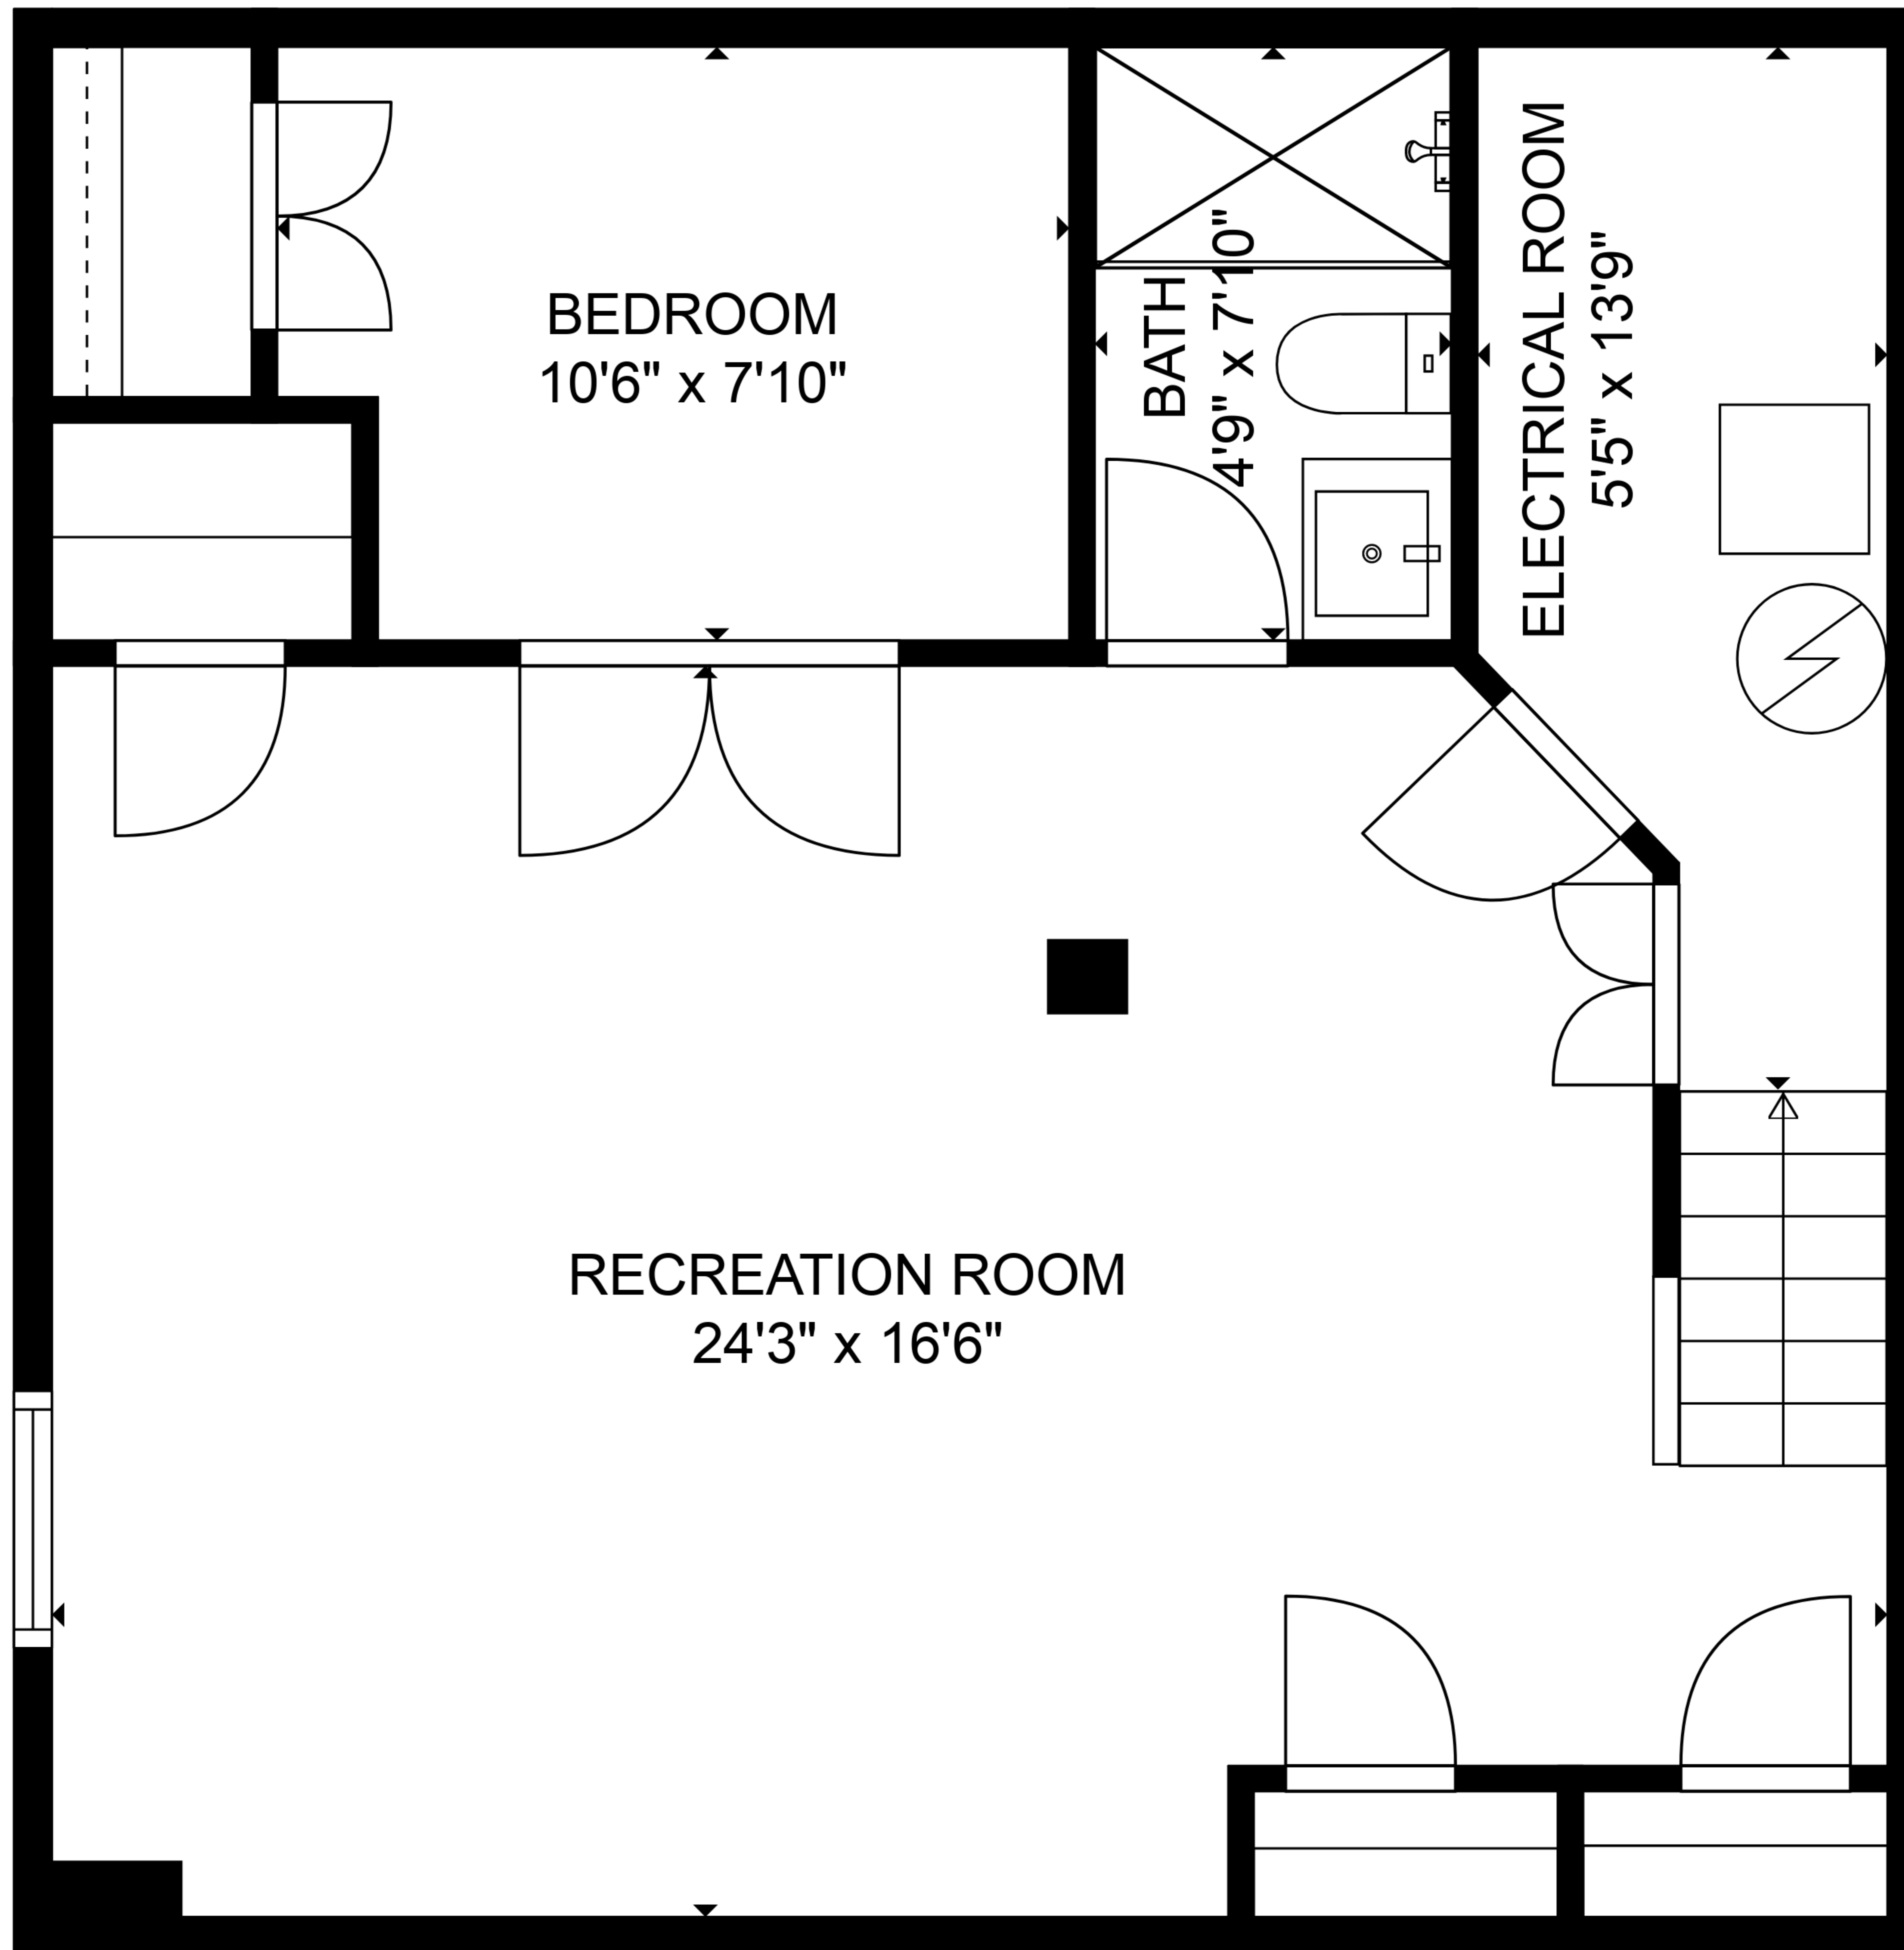 BEDROOM
10'6" x 7'10"
BATH
4'9" x 7'10"
ELECTRICAL ROOM
5'5" x 13'9"
RECREATION ROOM
24'3" x 16'6"